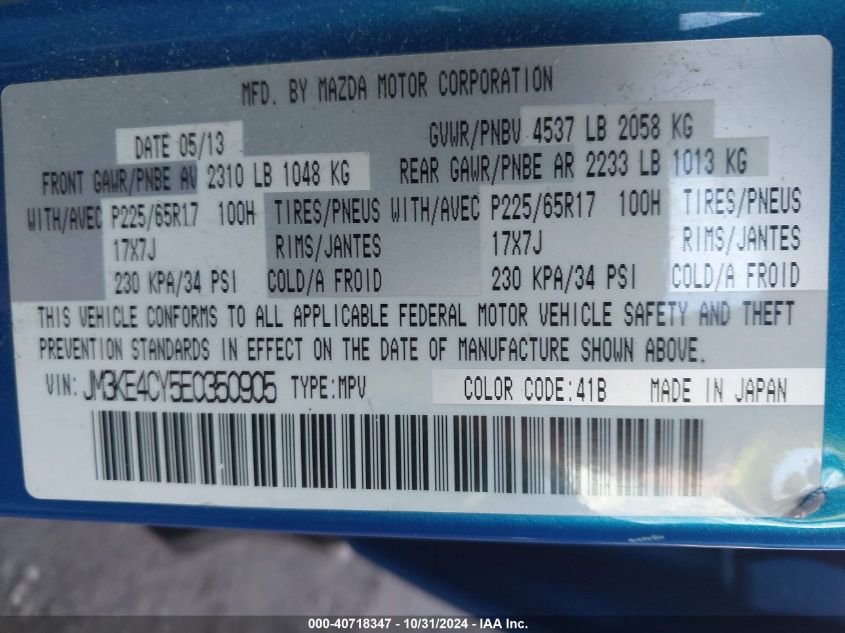 MFD. BY MAZDA MOTOR CORPORATION
DATE 05/13 GVWR/PNBV 4537 LB 2058 KG
FRONT GAWR/PNBE AV 2310 LB 1048 KG REAR GAWR/PNBE AR 2233 LB 1013 KG
WITH/AVEC P225/65R17 100H TIRES/PNEUS WITH/AVEC P225/65R17 100H TIRES/PNEUS
17X7J RIMS/JANTES 17X7J RIMS/JANTES
230 KPA/34 PSI COLD/A FROID 230 KPA/34 PSI COLD/A FROID
THIS VEHICLE CONFORMS TO ALL APPLICABLE FEDERAL MOTOR VEHICLE SAFETY AND THEFT
PREVENTION STANDARDS IN EFFECT ON THE DATE OF MANUFACTURE SHOWN ABOVE.
VIN: JM3KE4CY5E0350905 TYPE:MPV COLOR CODE:41B MADE IN JAPAN
000-40718347 - 10/31/2024 - IAA Inc.